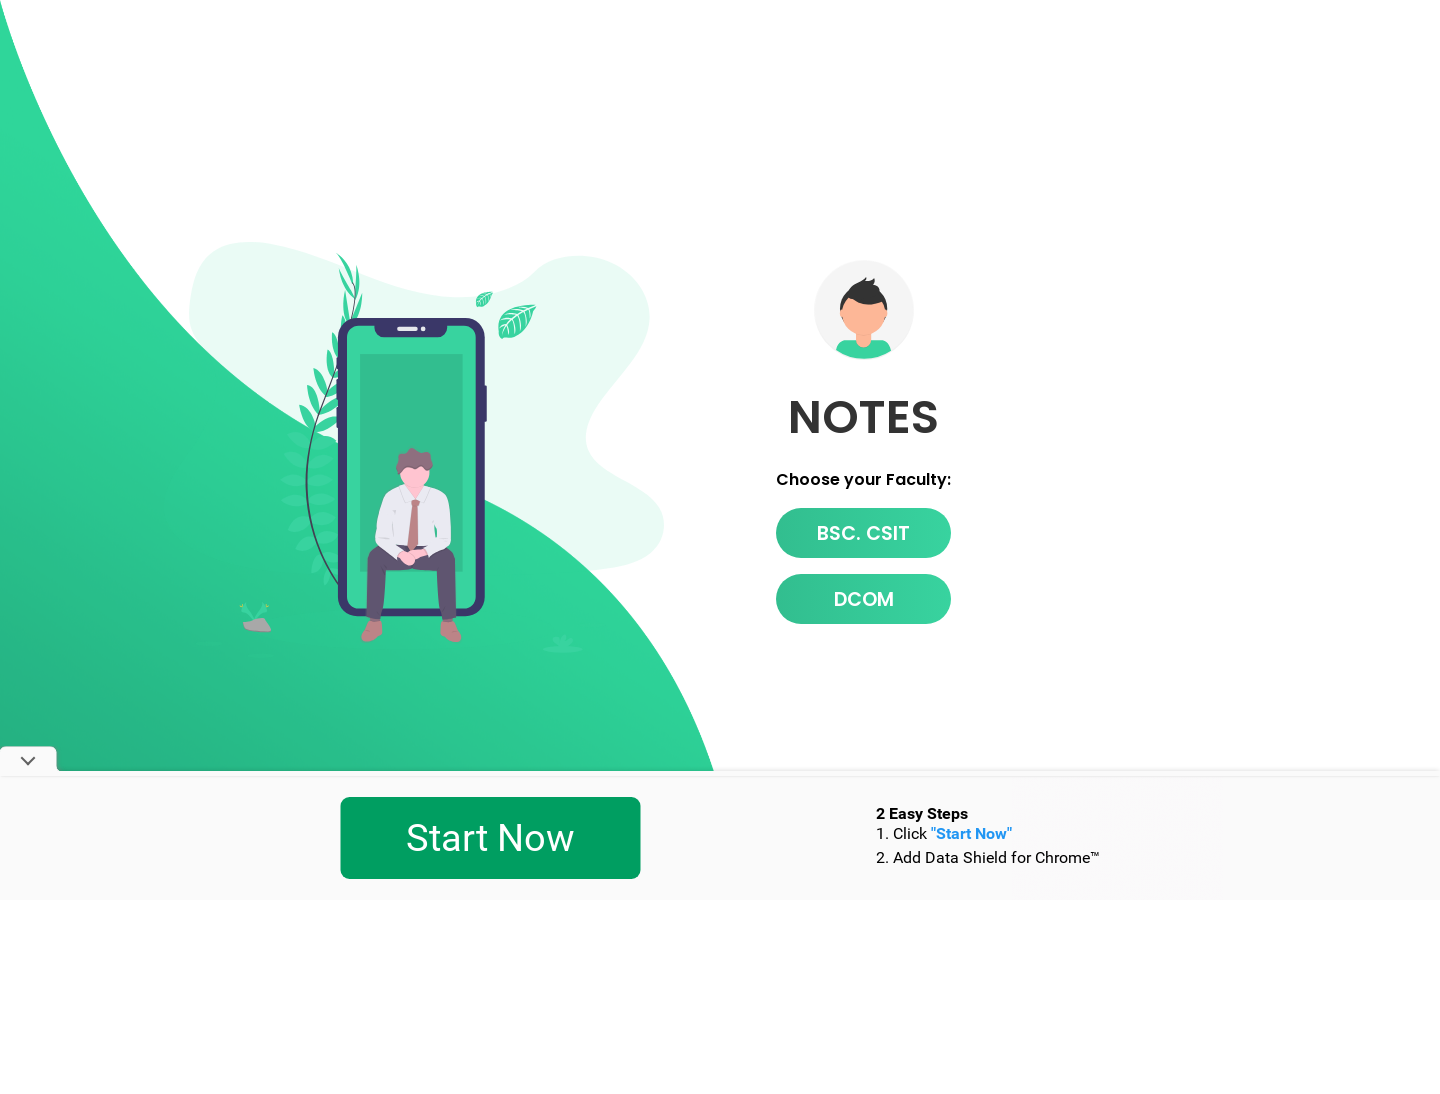 NOTES
Choose your Faculty:
BSC. CSIT
DCOM
Start Now
2 Easy Steps
1. Click "Start Now"
2. Add Data Shield for Chrome™